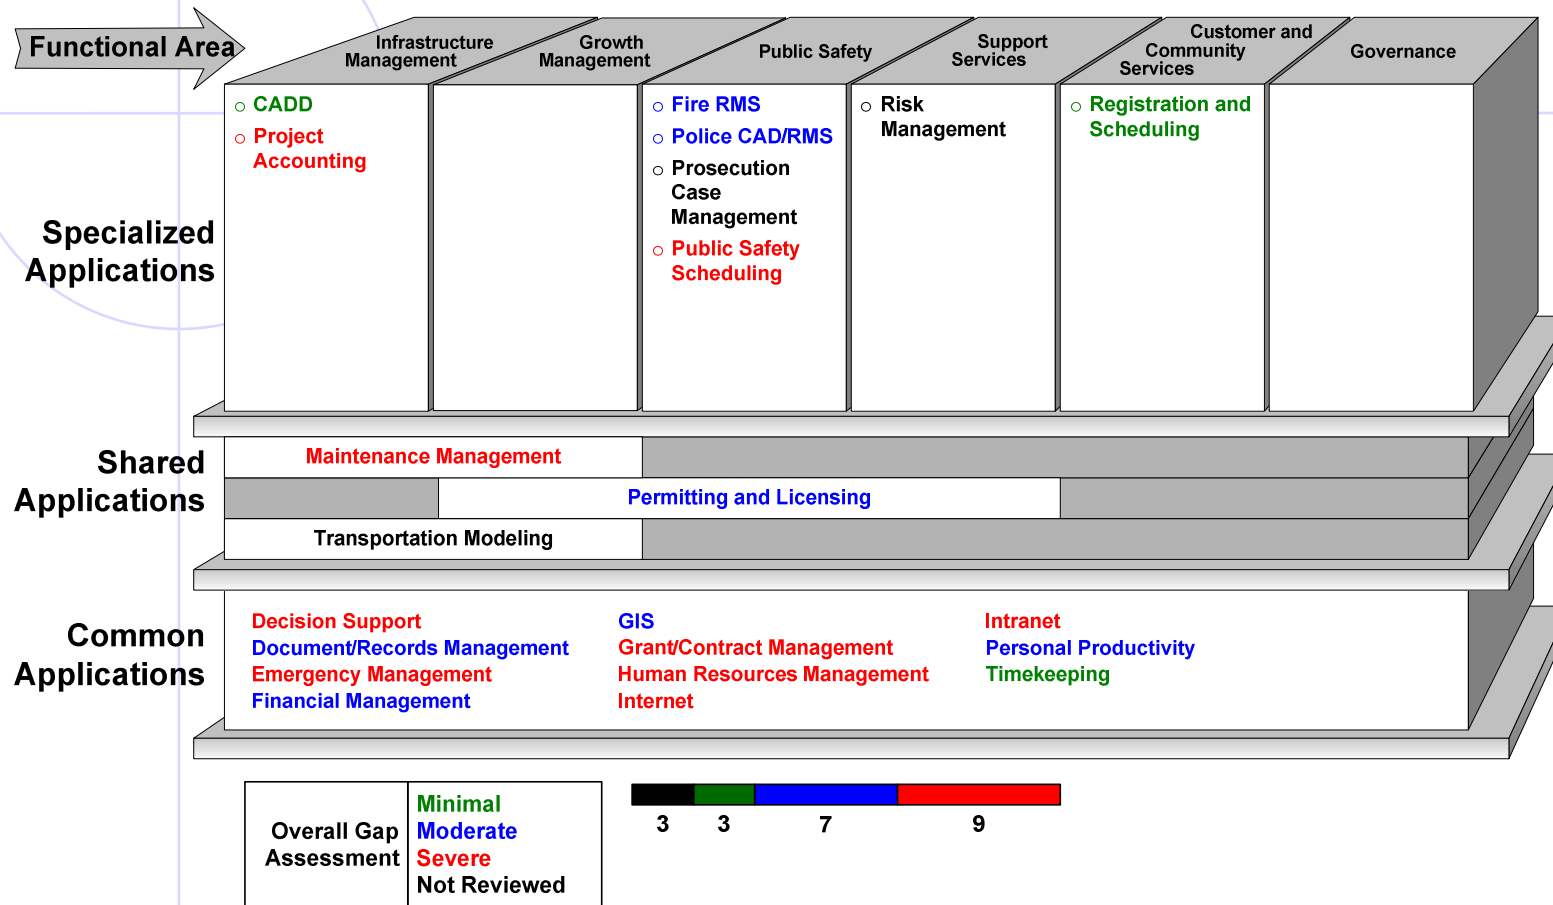 Functional Area
Infrastructure
Management
Growth
Management
Public Safety
Support
Services
Customer and
Community
Services
Governance
Specialized
Applications
CADD
Project
Accounting
Fire RMS
Police CAD/RMS
Prosecution
Case
Management
Public Safety
Scheduling
Risk
Management
Registration and
Scheduling
Shared
Applications
Maintenance Management
Permitting and Licensing
Transportation Modeling
Common
Applications
Decision Support
Document/Records Management
Emergency Management
Financial Management
GIS
Grant/Contract Management
Human Resources Management
Internet
Intranet
Personal Productivity
Timekeeping
Overall Gap
Assessment
Minimal
Moderate
Severe
Not Reviewed
3 3 7 9